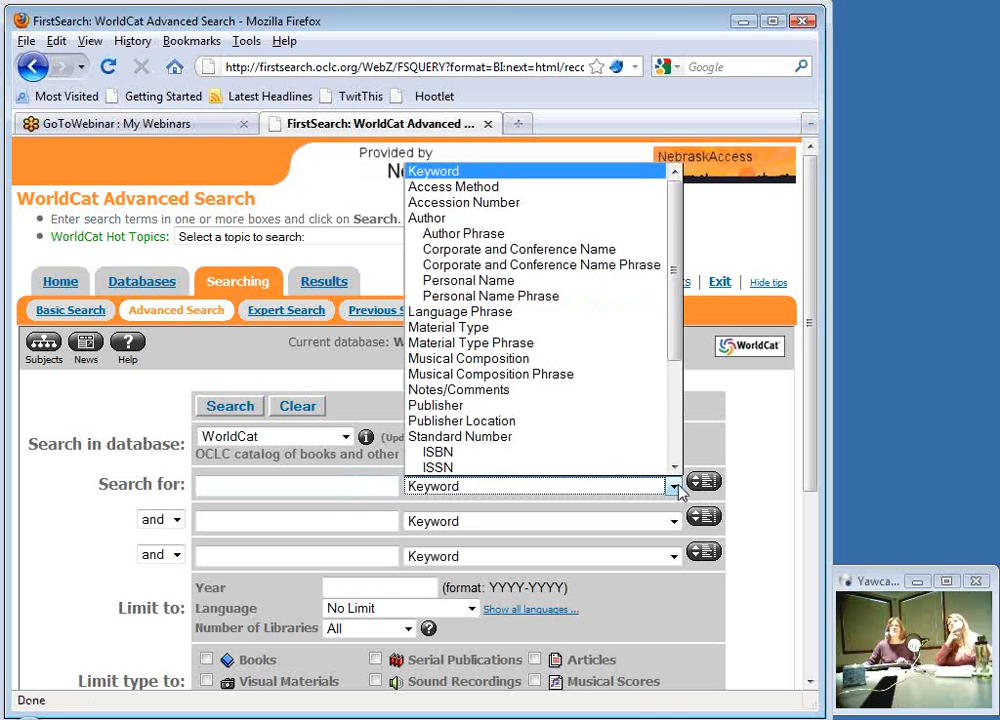 FirstSearch: WorldCat Advanced Search - Mozilla Firefox
File Edit View History Bookmarks Tools Help
http://firstsearch.oclc.org/WebZ/FSQUERY?format=BI:next=html/recc
Google
Most Visited Getting Started Latest Headlines TwitThis Hootlet
GoToWebinar : My Webinars
FirstSearch: WorldCat Advanced ...
Provided by
NebraskAccess
WorldCat Advanced Search
Enter search terms in one or more boxes and click on Search.
WorldCat Hot Topics: Select a topic to search:
Home Databases Searching Results
Exit Hide tips
Basic Search Advanced Search Expert Search Previous S
Subjects News Help
Current database: W
WorldCat
Keyword
Access Method
Accession Number
Author
Author Phrase
Corporate and Conference Name
Corporate and Conference Name Phrase
Personal Name
Personal Name Phrase
Language Phrase
Material Type
Material Type Phrase
Musical Composition
Musical Composition Phrase
Notes/Comments
Publisher
Publisher Location
Standard Number
ISBN
ISSN
Search Clear
Search in database: WorldCat (Upd
OCLC catalog of books and other
Search for: Keyword
and Keyword
and Keyword
Limit to:
Year (format: YYYY-YYYY)
Language No Limit Show all languages ...
Number of Libraries All
Limit type to:
Books Serial Publications Articles
Visual Materials Sound Recordings Musical Scores
Done
Yawca...